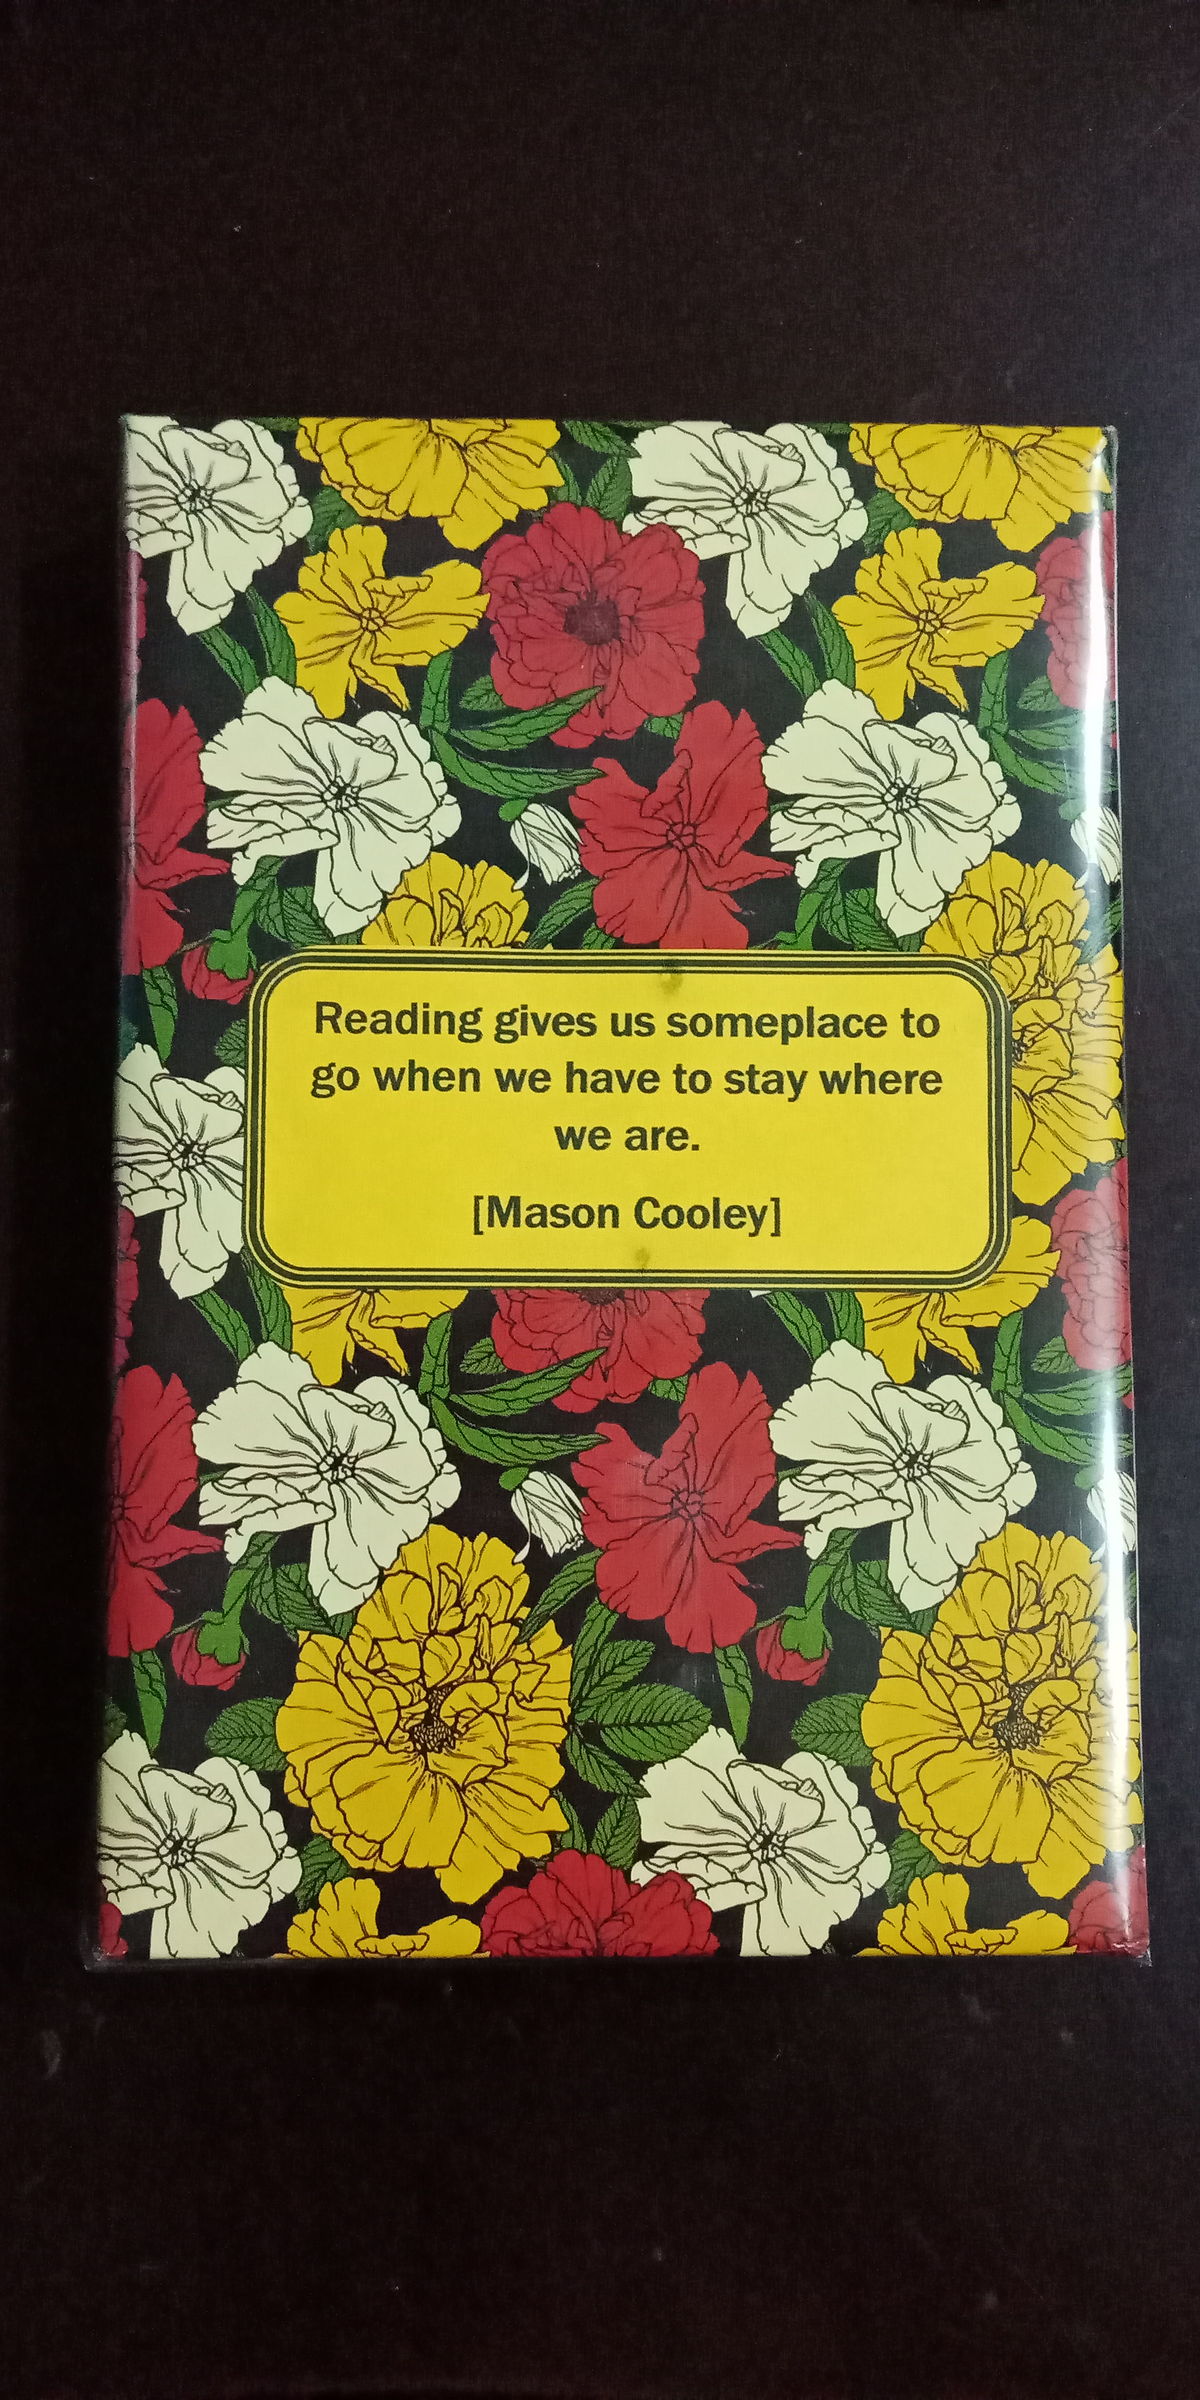 Reading gives us someplace to
go when we have to stay where
we are.
[Mason Cooley]